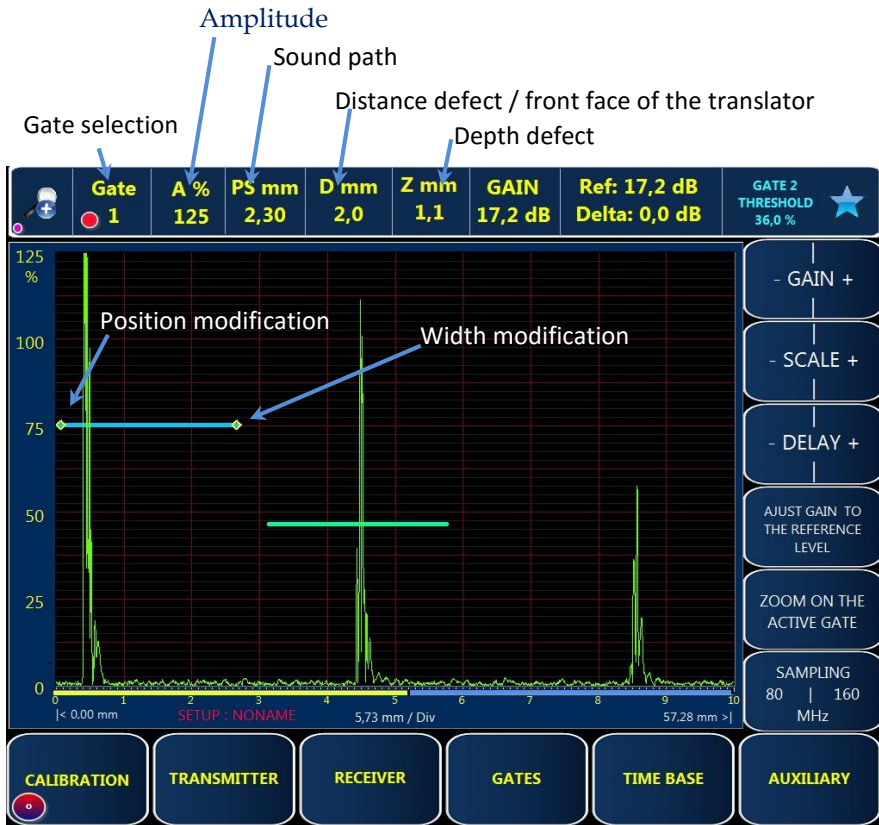 Amplitude
Sound path
Distance defect / front face of the translator
Gate selection
Depth defect
Gate
1
A %
125
PS mm
2,30
D mm
2,0
Z mm
1,1
GAIN
17,2 dB
Ref: 17,2 dB
Delta: 0,0 dB
GATE 2
THRESHOLD
36,0 %
125
%
100
75
50
25
0
Position modification
Width modification
0 1 2 3 4 5 6 7 8 9 10
|< 0,00 mm
SETUP : NONAME
5,73 mm / Div
57,28 mm >|
- GAIN +
- SCALE +
- DELAY +
AJUST GAIN TO
THE REFERENCE
LEVEL
ZOOM ON THE
ACTIVE GATE
SAMPLING
80 | 160
MHz
CALIBRATION
o
TRANSMITTER
RECEIVER
GATES
TIME BASE
AUXILIARY